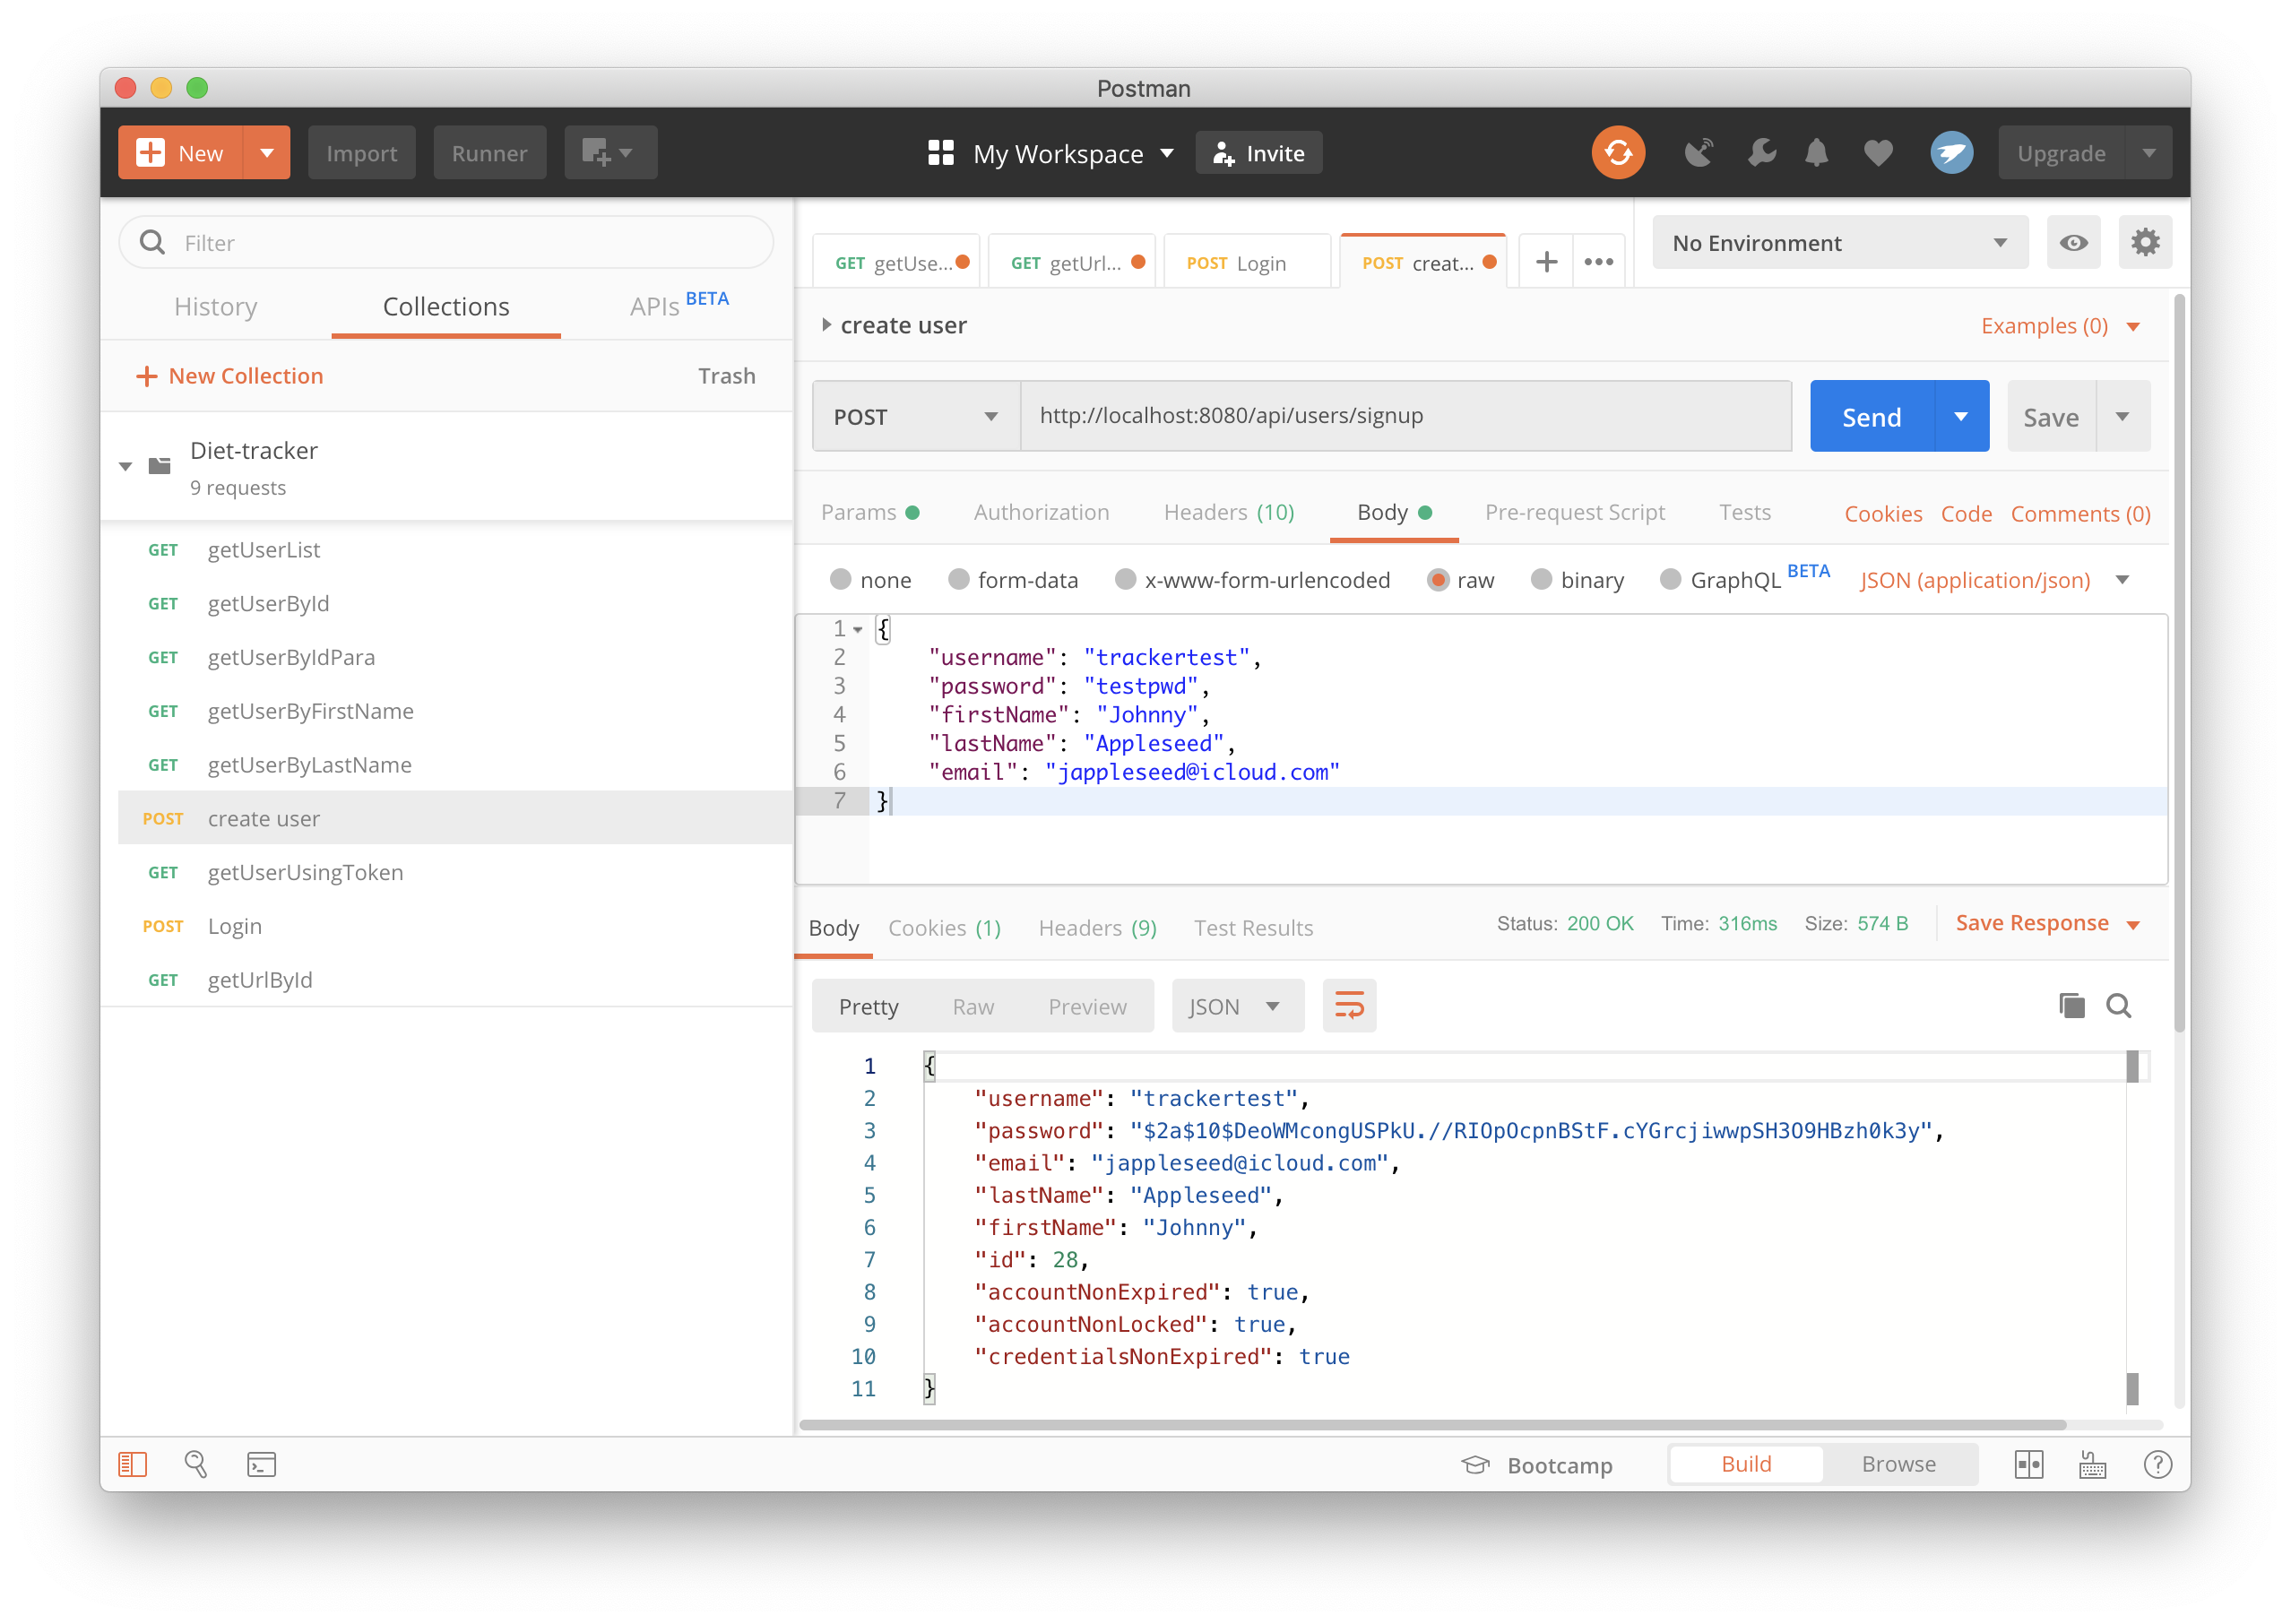 Postman
New
Import
Runner
My Workspace
Invite
Upgrade
Filter
History
Collections
APIs BETA
New Collection
Trash
Diet-tracker
9 requests
GET getUserList
GET getUserById
GET getUserByIdPara
GET getUserByFirstName
GET getUserByLastName
POST create user
GET getUserUsingToken
POST Login
GET getUrlById
GET getUse...
GET getUrl...
POST Login
POST creat...
No Environment
create user
Examples (0)
POST
http://localhost:8080/api/users/signup
Send
Save
Params
Authorization
Headers (10)
Body
Pre-request Script
Tests
Cookies
Code
Comments (0)
none
form-data
x-www-form-urlencoded
raw
binary
GraphQL BETA
JSON (application/json)
1 {
2 "username": "trackertest",
3 "password": "testpwd",
4 "firstName": "Johnny",
5 "lastName": "Appleseed",
6 "email": "jappleseed@icloud.com"
7 }
Body
Cookies (1)
Headers (9)
Test Results
Status: 200 OK
Time: 316ms
Size: 574 B
Save Response
Pretty
Raw
Preview
JSON
1 {
2 "username": "trackertest",
3 "password": "$2a$10$DeoWMcongUSPkU.//RIOpOcpnBStF.cYGrcjiwwpSH3O9HBzh0k3y",
4 "email": "jappleseed@icloud.com",
5 "lastName": "Appleseed",
6 "firstName": "Johnny",
7 "id": 28,
8 "accountNonExpired": true,
9 "accountNonLocked": true,
10 "credentialsNonExpired": true
11 }
Bootcamp
Build
Browse